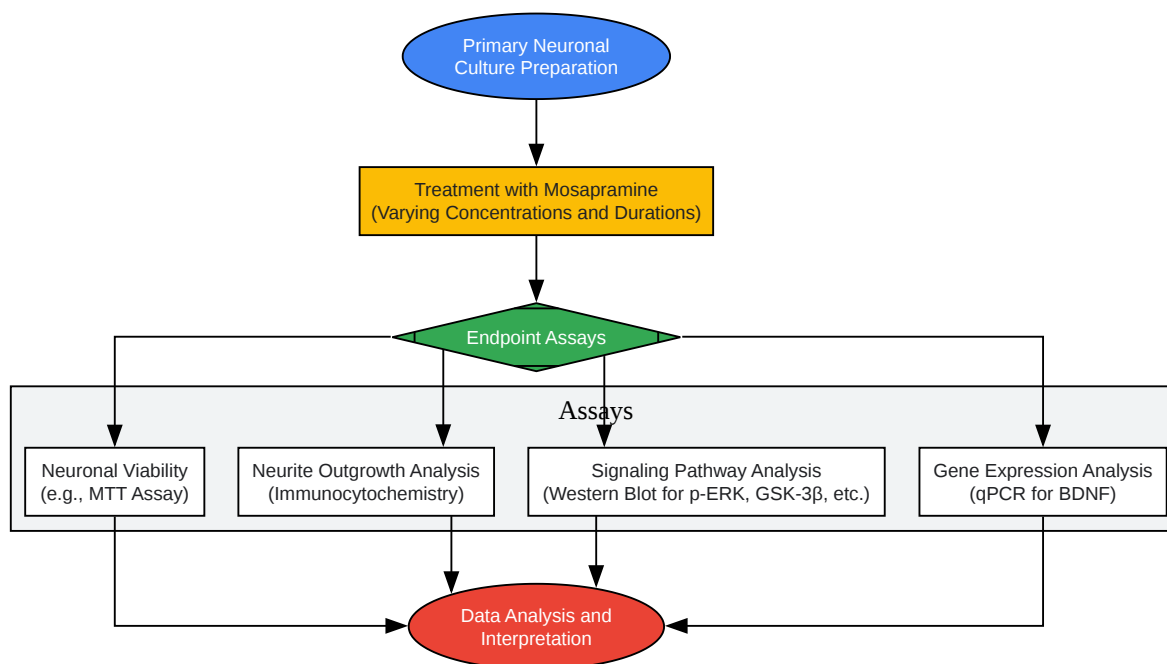 Primary Neuronal
Culture Preparation
Treatment with Mosapramine
(Varying Concentrations and Durations)
Endpoint Assays
Assays
Neuronal Viability
(e.g., MTT Assay)
Neurite Outgrowth Analysis
(Immunocytochemistry)
Signaling Pathway Analysis
(Western Blot for p-ERK, GSK-3β, etc.)
Gene Expression Analysis
(qPCR for BDNF)
Data Analysis and
Interpretation